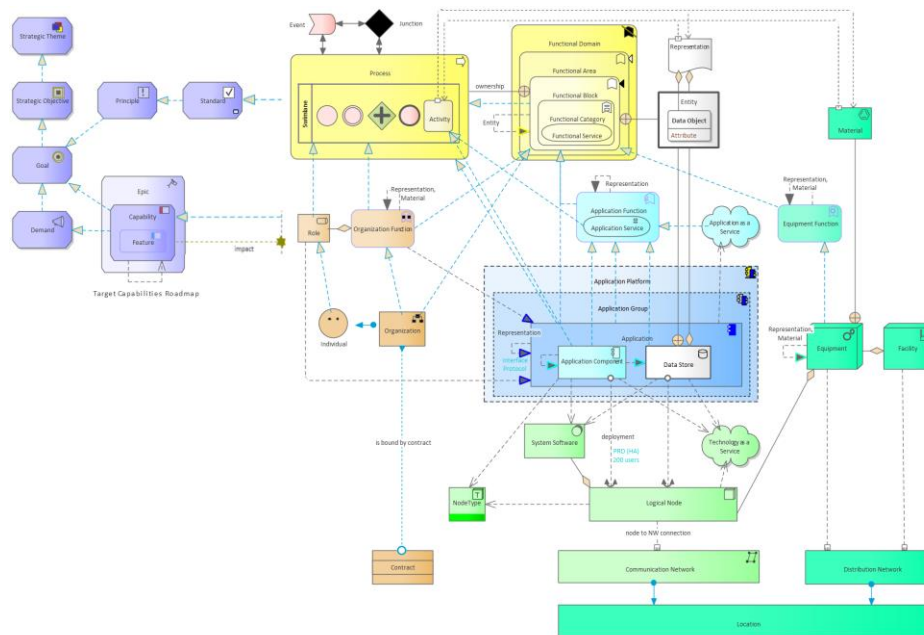 Event
Junction
Strategic Theme
Functional Domain
Representation
Process
Functional Area
ownership
Functional Block
Strategic Objective
Principle
Standard
Swimlane
Activity
Entity
Functional Category
Functional Service
Entity
Data Object
Attribute
Material
Goal
Epic
Capability
Feature
Demand
impact
Target Capabilities Roadmap
Representation,
Material
Role
Organization Function
Representation
Application Function
Application Service
Application as a
Service
Representation,
Material
Equipment Function
Application Platform
Application Group
Individual
Organization
Representation
Application
Interface
Protocol
Application Component
Data Store
Representation,
Material
Equipment
Facility
is bound by contract
System Software
deployment
PRD (HA)
200 users
Technology as a
Service
NodeType
Logical Node
node to NW connection
Contract
Communication Network
Distribution Network
Location